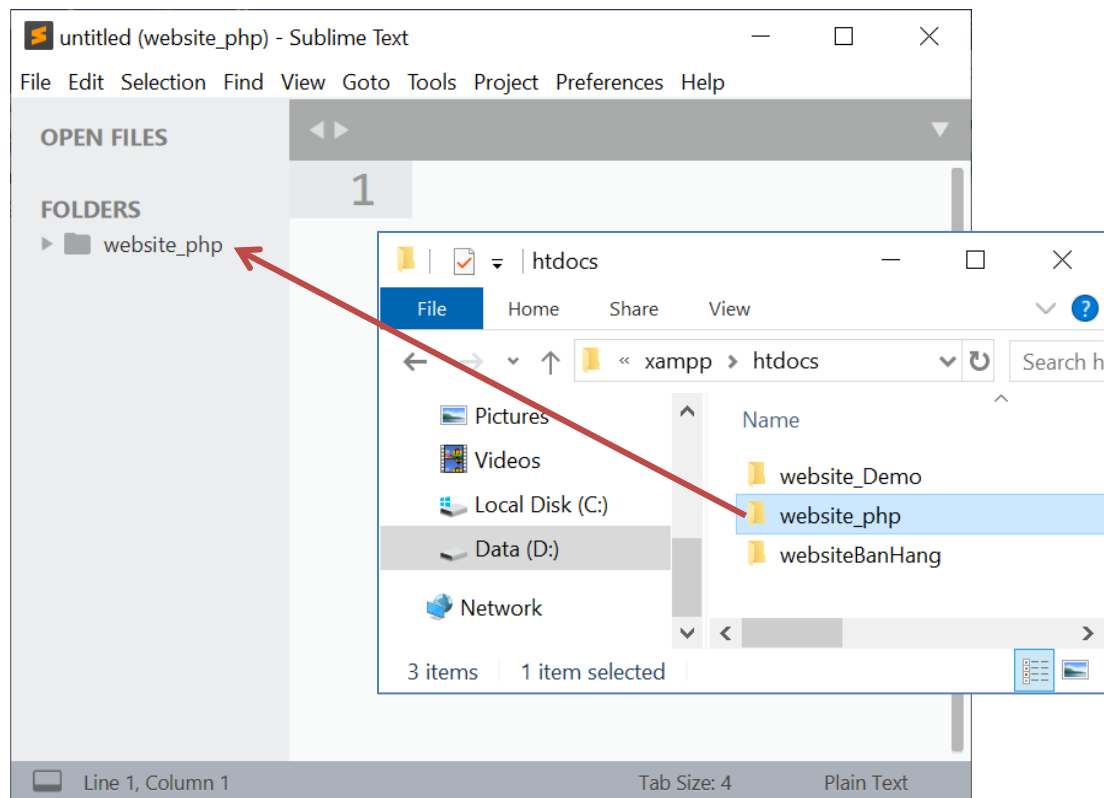 untitled (website_php) - Sublime Text
File Edit Selection Find View Goto Tools Project Preferences Help
OPEN FILES
FOLDERS
website_php
1
htdocs
File Home Share View
« xampp > htdocs
Search h
Pictures
Videos
Local Disk (C:)
Data (D:)
Network
Name
website_Demo
website_php
websiteBanHang
3 items 1 item selected
Line 1, Column 1 Tab Size: 4 Plain Text